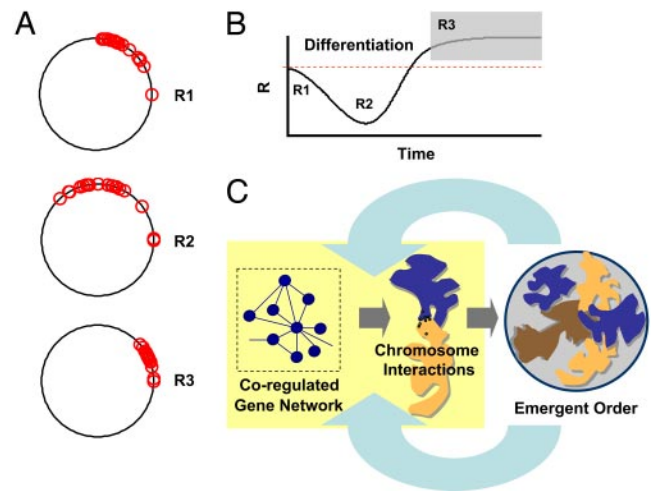 A
R1
R2
R3
B
Differentiation
R3
R
R1
R2
Time
C
Co-regulated
Gene Network
Chromosome
Interactions
Emergent Order